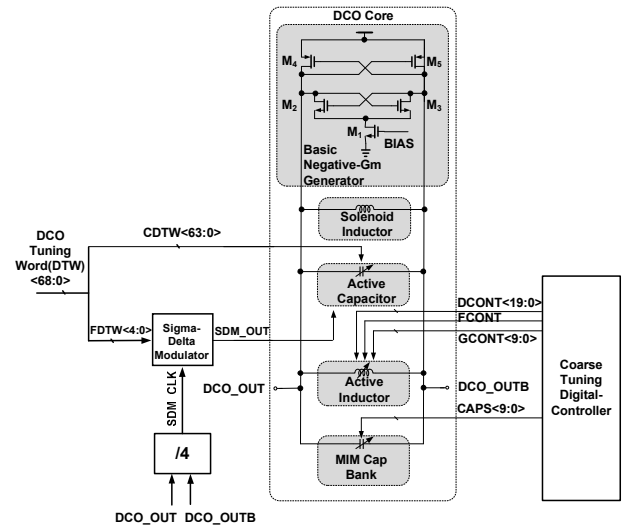 DCO Core
M4
M5
M2
M3
M1
BIAS
Basic
Negative-Gm
Generator
Solenoid
Inductor
DCO
Tuning
Word(DTW)
<68:0>
CDTW<63:0>
Active
Capacitor
FDTW<4:0>
Sigma-
Delta
Modulator
SDM_OUT
DCONT<19:0>
FCONT
GCONT<9:0>
Coarse
Tuning
Digital-
Controller
SDM_CLK
DCO_OUT
Active
Inductor
DCO_OUTB
CAPS<9:0>
/4
MIM Cap
Bank
DCO_OUT DCO_OUTB